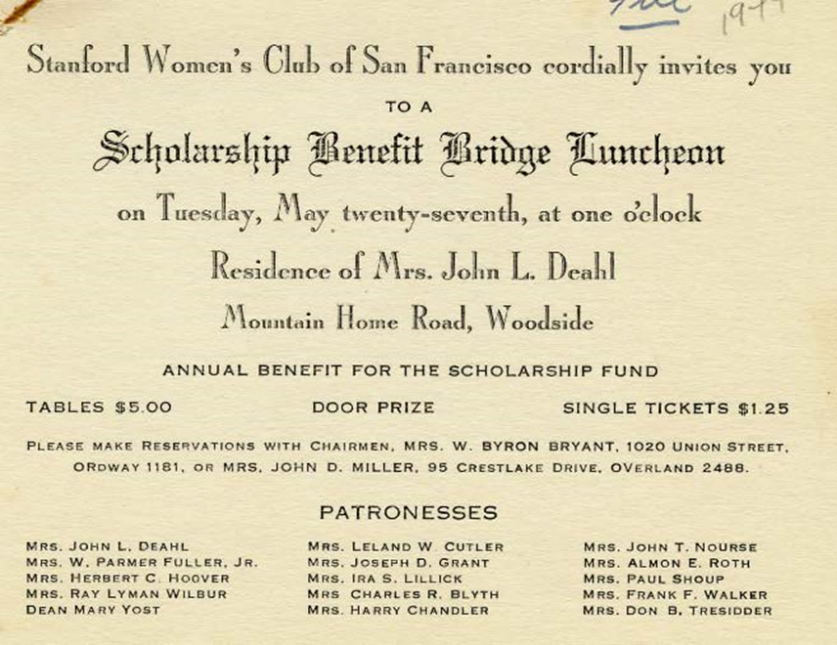 Stanford Women's Club of San Francisco cordially invites you
TO A
Scholarship Benefit Bridge Luncheon
on Tuesday, May twenty-seventh, at one o'clock
Residence of Mrs. John L. Deahl
Mountain Home Road, Woodside
ANNUAL BENEFIT FOR THE SCHOLARSHIP FUND
TABLES $5.00 DOOR PRIZE SINGLE TICKETS $1.25
PLEASE MAKE RESERVATIONS WITH CHAIRMEN, MRS. W. BYRON BRYANT, 1020 UNION STREET,
ORDWAY 1181, OR MRS. JOHN D. MILLER, 95 CRESTLAKE DRIVE, OVERLAND 2488.
PATRONESSES
MRS. JOHN L. DEAHL MRS. LELAND W. CUTLER MRS. JOHN T. NOURSE
MRS. W. PARMER FULLER, JR. MRS. JOSEPH D. GRANT MRS. ALMON E. ROTH
MRS. HERBERT C. HOOVER MRS. IRA S. LILLICK MRS. PAUL SHOUP
MRS. RAY LYMAN WILBUR MRS CHARLES R. BLYTH MRS. FRANK F. WALKER
DEAN MARY YOST MRS. HARRY CHANDLER MRS. DON B. TRESIDDER